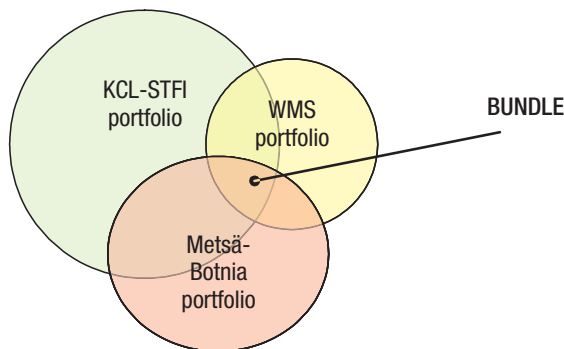 KCL-STFI
portfolio
WMS
portfolio
BUNDLE
Metsä-
Botnia
portfolio